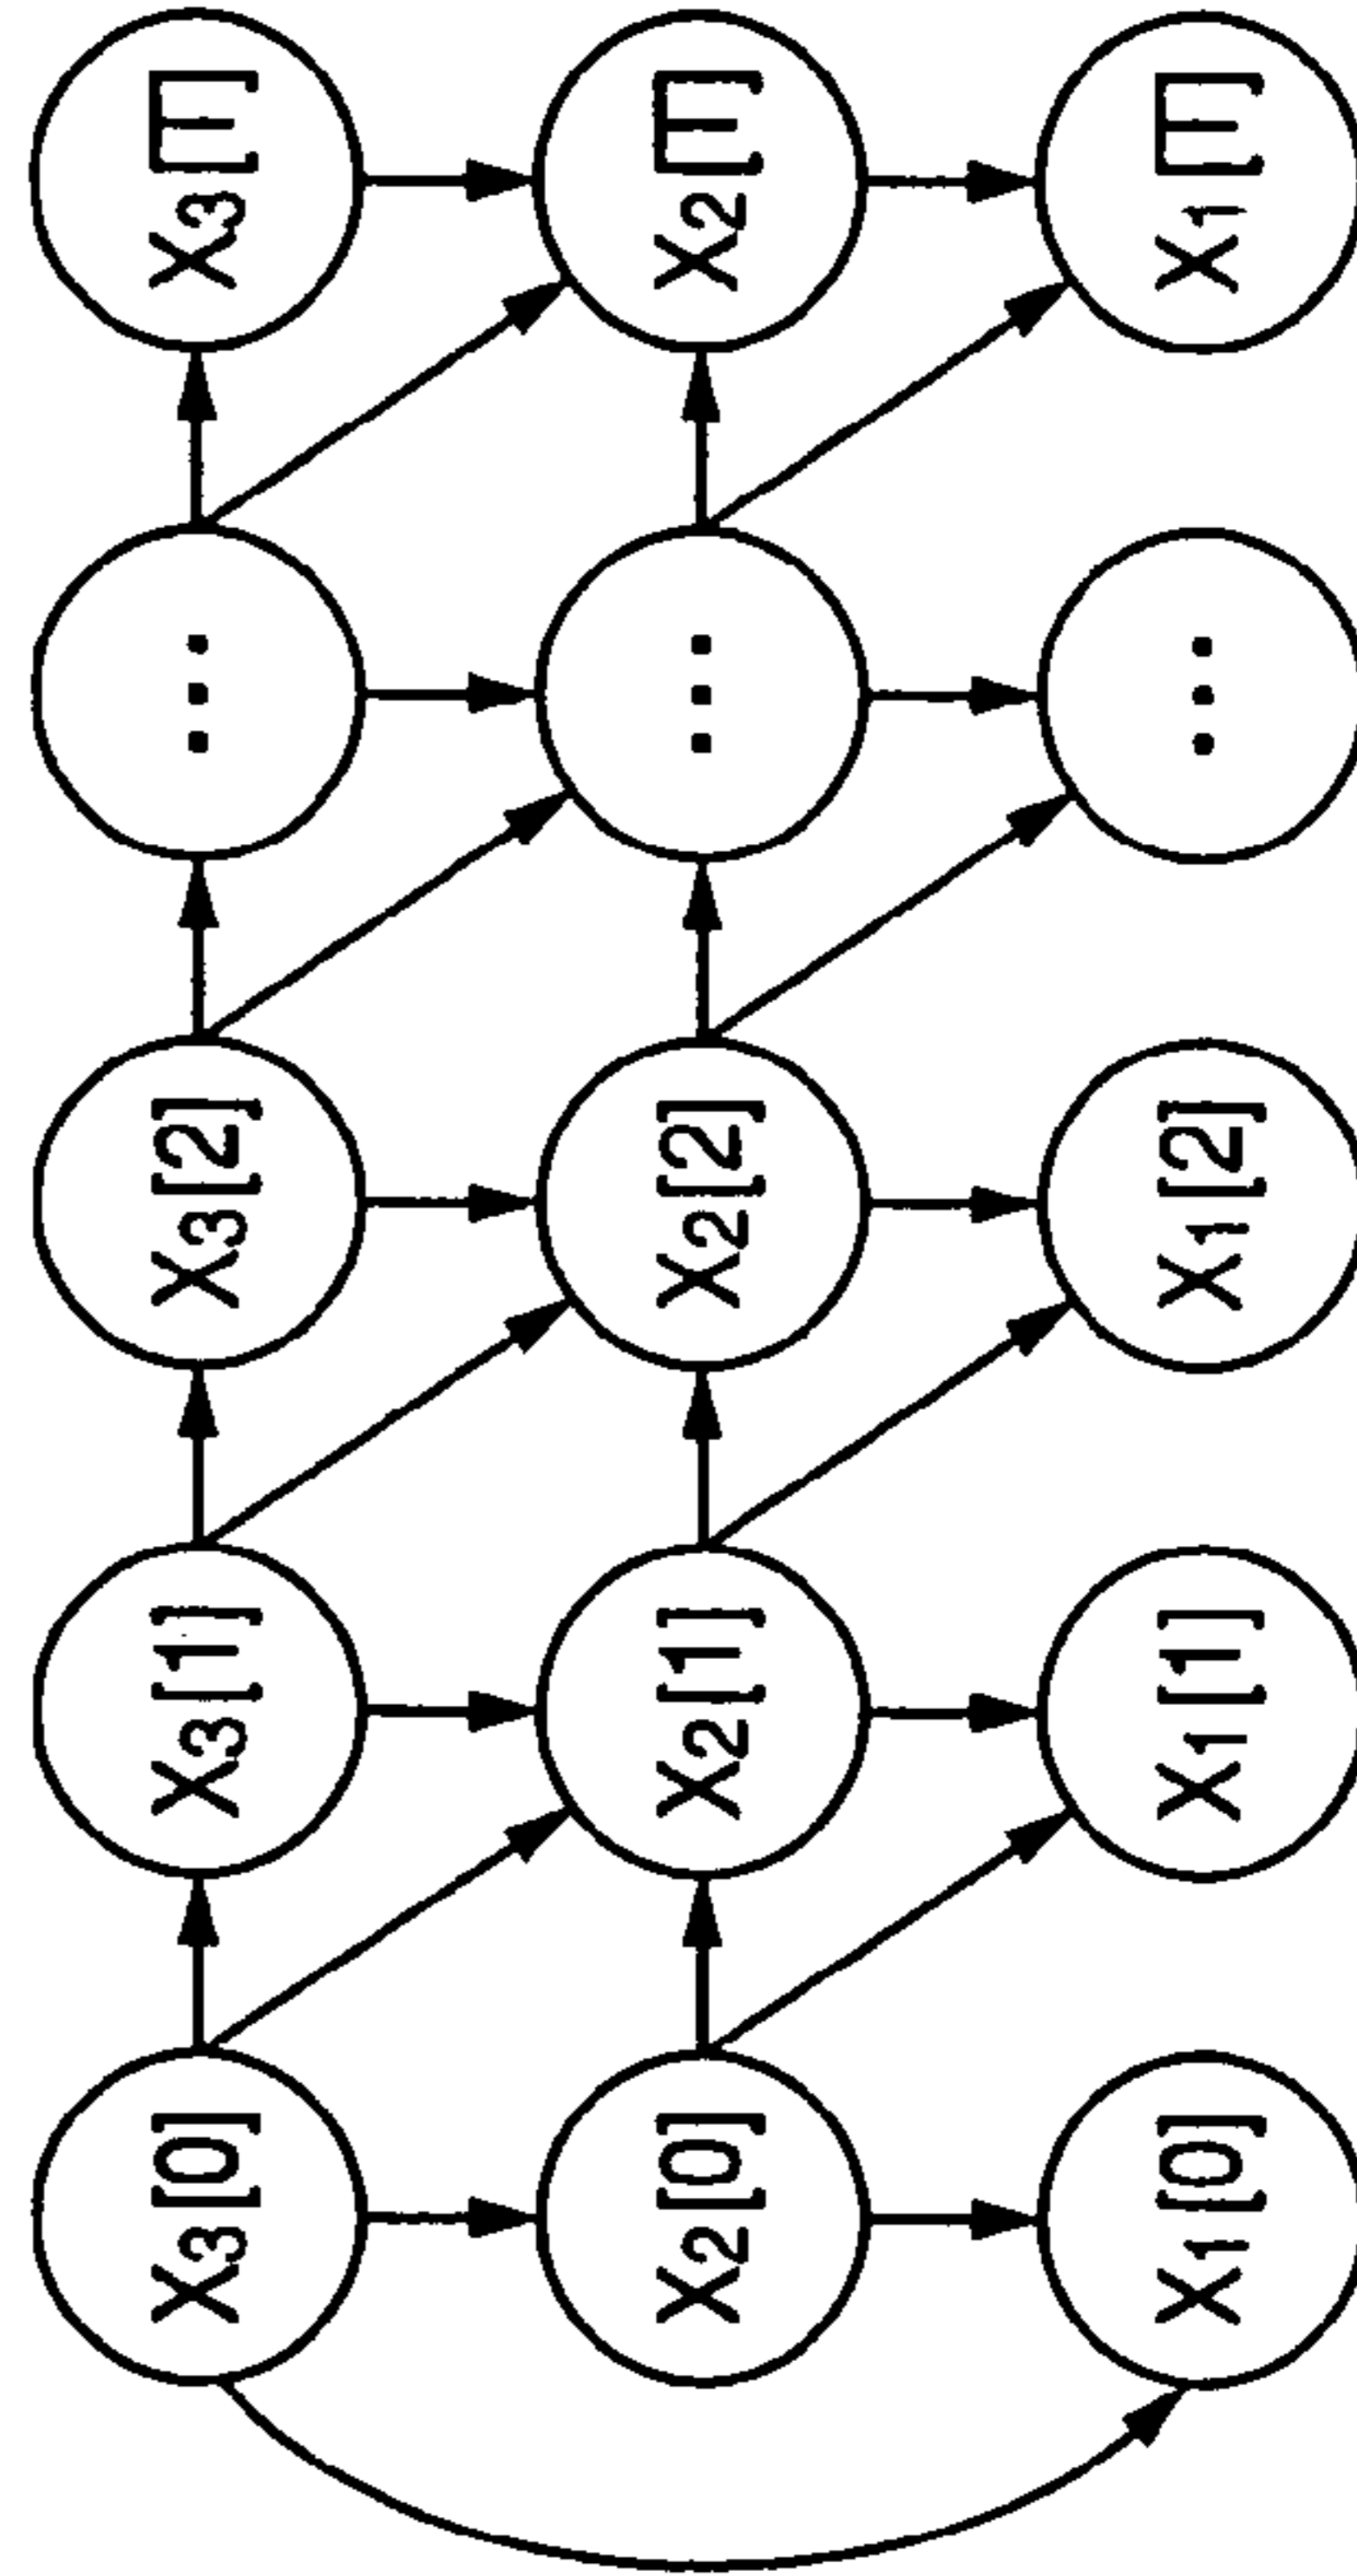 X₃[0] X₃[1] X₃[2] ... X₃[m]
X₂[0] X₂[1] X₂[2] ... X₂[m]
X₁[0] X₁[1] X₁[2] ... X₁[m]